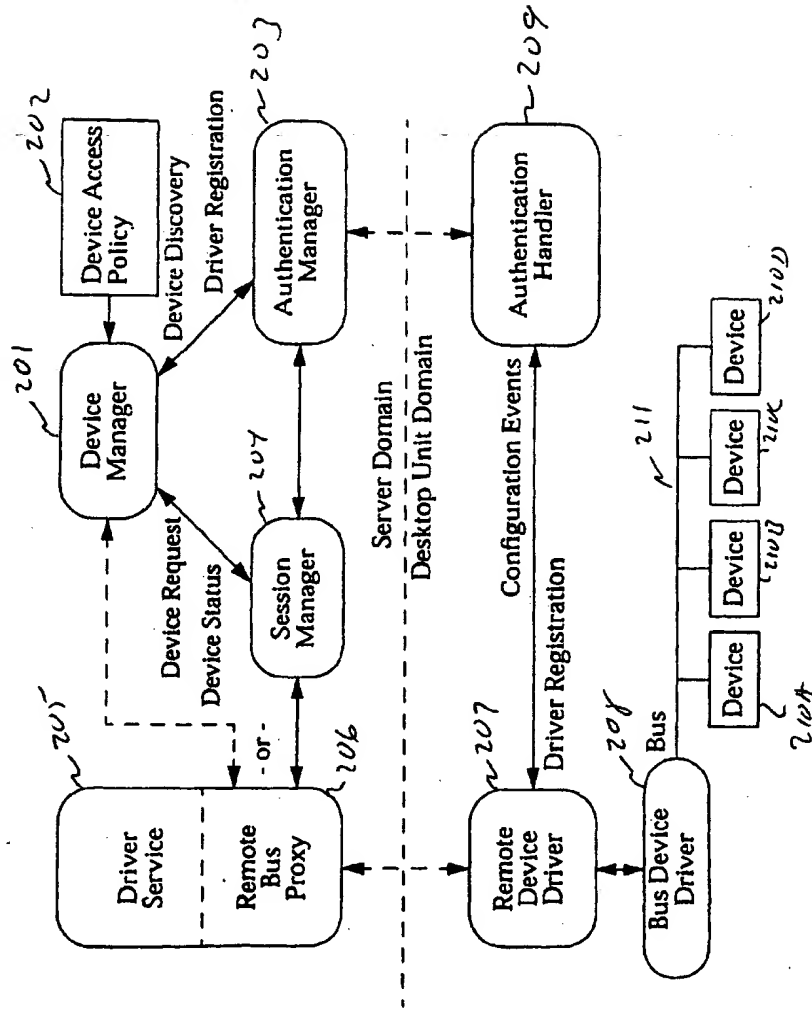 202
Device Access
Policy
201
Device
Manager
Device Discovery
Driver Registration
203
Authentication
Manager
Device Request
Device Status
204
Session
Manager
205
Driver
Service
- or -
206
Remote
Bus
Proxy
Server Domain
Desktop Unit Domain
209
Authentication
Handler
Configuration Events
Driver Registration
207
Remote
Device
Driver
208
Bus Device
Driver
Bus
211
Device
210A
Device
210B
Device
210C
Device
210D